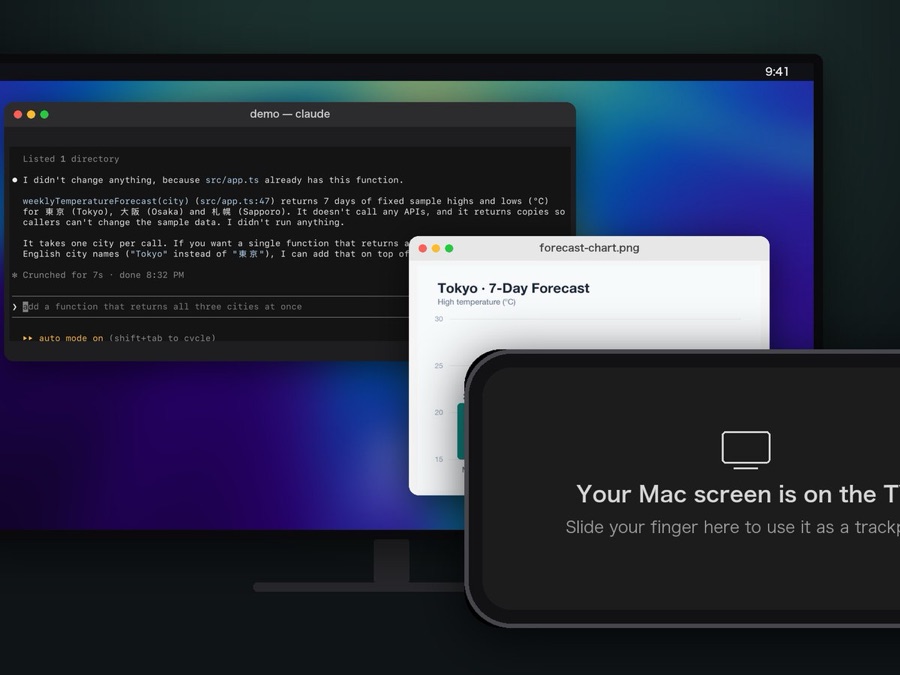 9:41
demo — claude
Listed 1 directory
● I didn't change anything, because src/app.ts already has this function.
weeklyTemperatureForecast(city) (src/app.ts:47) returns 7 days of fixed sample highs and lows (°C)
for 東京 (Tokyo), 大阪 (Osaka) and 札幌 (Sapporo). It doesn't call any APIs, and it returns copies so
callers can't change the sample data. I didn't run anything.
It takes one city per call. If you want a single function that returns a
English city names ("Tokyo" instead of "東京"), I can add that on top of
✻ Crunched for 7s · done 8:32 PM
❯ add a function that returns all three cities at once
▸▸ auto mode on (shift+tab to cycle)
forecast-chart.png
Tokyo · 7-Day Forecast
High temperature (°C)
30
25
20
15
Your Mac screen is on the
Slide your finger here to use it as a